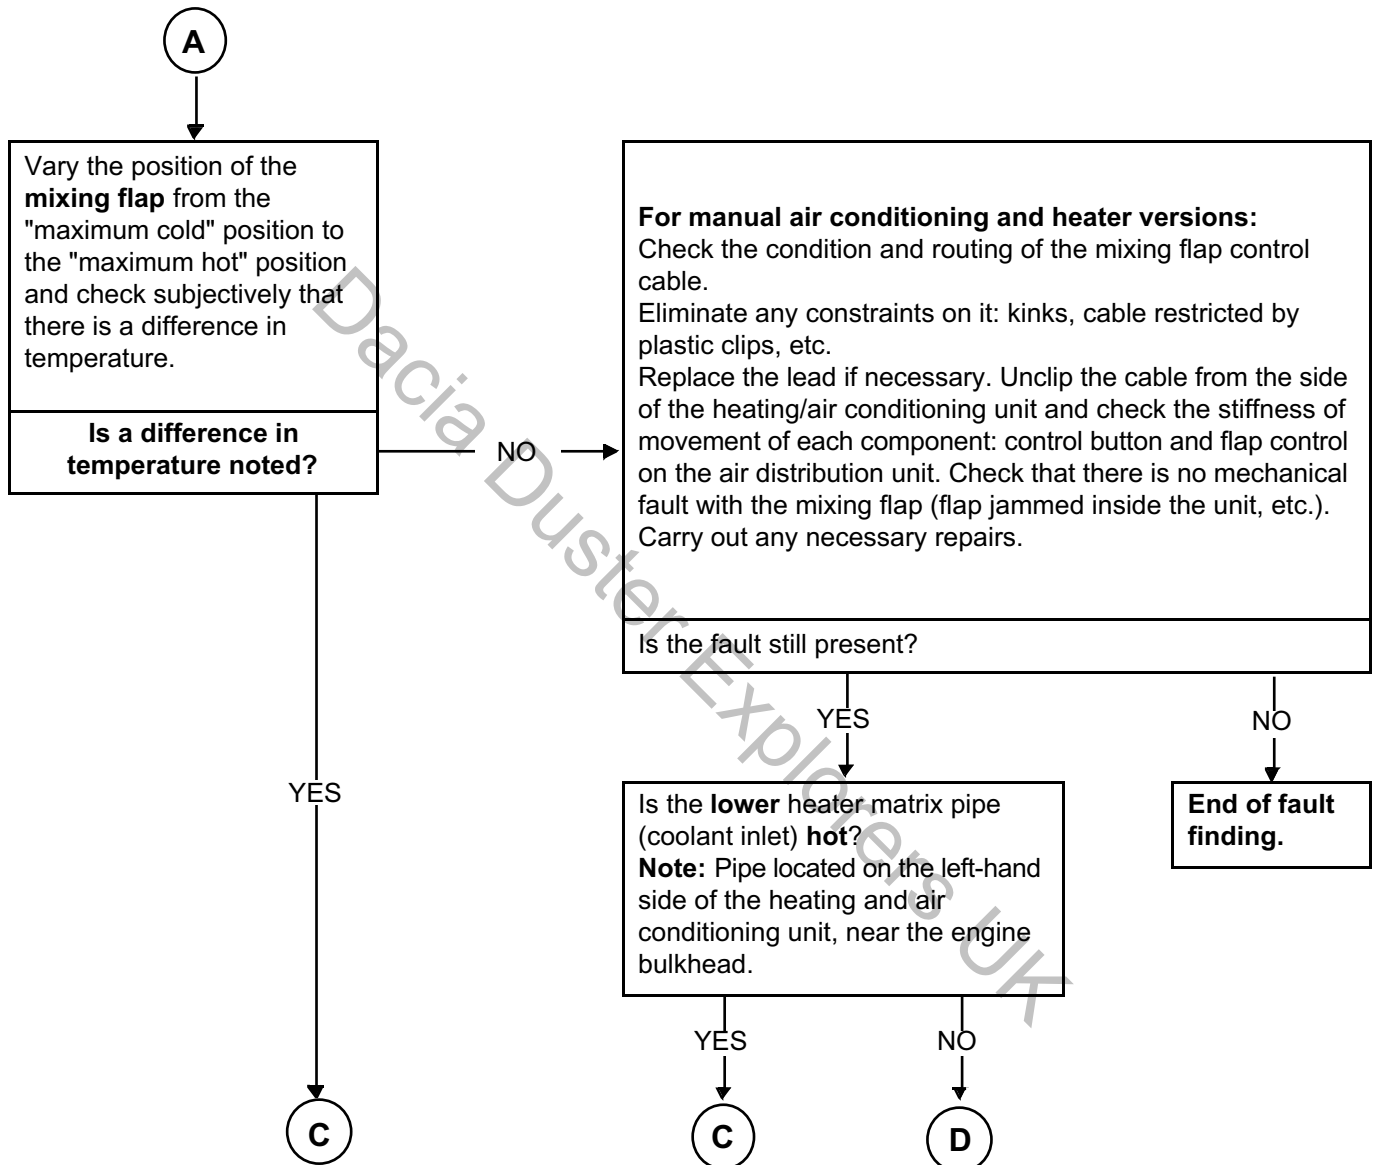 A
Vary the position of the
mixing flap from the
"maximum cold" position to
the "maximum hot" position
and check subjectively that
there is a difference in
temperature.
Is a difference in
temperature noted?
NO
For manual air conditioning and heater versions:
Check the condition and routing of the mixing flap control
cable.
Eliminate any constraints on it: kinks, cable restricted by
plastic clips, etc.
Replace the lead if necessary. Unclip the cable from the side
of the heating/air conditioning unit and check the stiffness of
movement of each component: control button and flap control
on the air distribution unit. Check that there is no mechanical
fault with the mixing flap (flap jammed inside the unit, etc.).
Carry out any necessary repairs.
Is the fault still present?
YES
NO
YES
Is the lower heater matrix pipe
(coolant inlet) hot?
Note: Pipe located on the left-hand
side of the heating and air
conditioning unit, near the engine
bulkhead.
End of fault
finding.
YES
NO
C
C
D
Dacia Duster Explorers UK